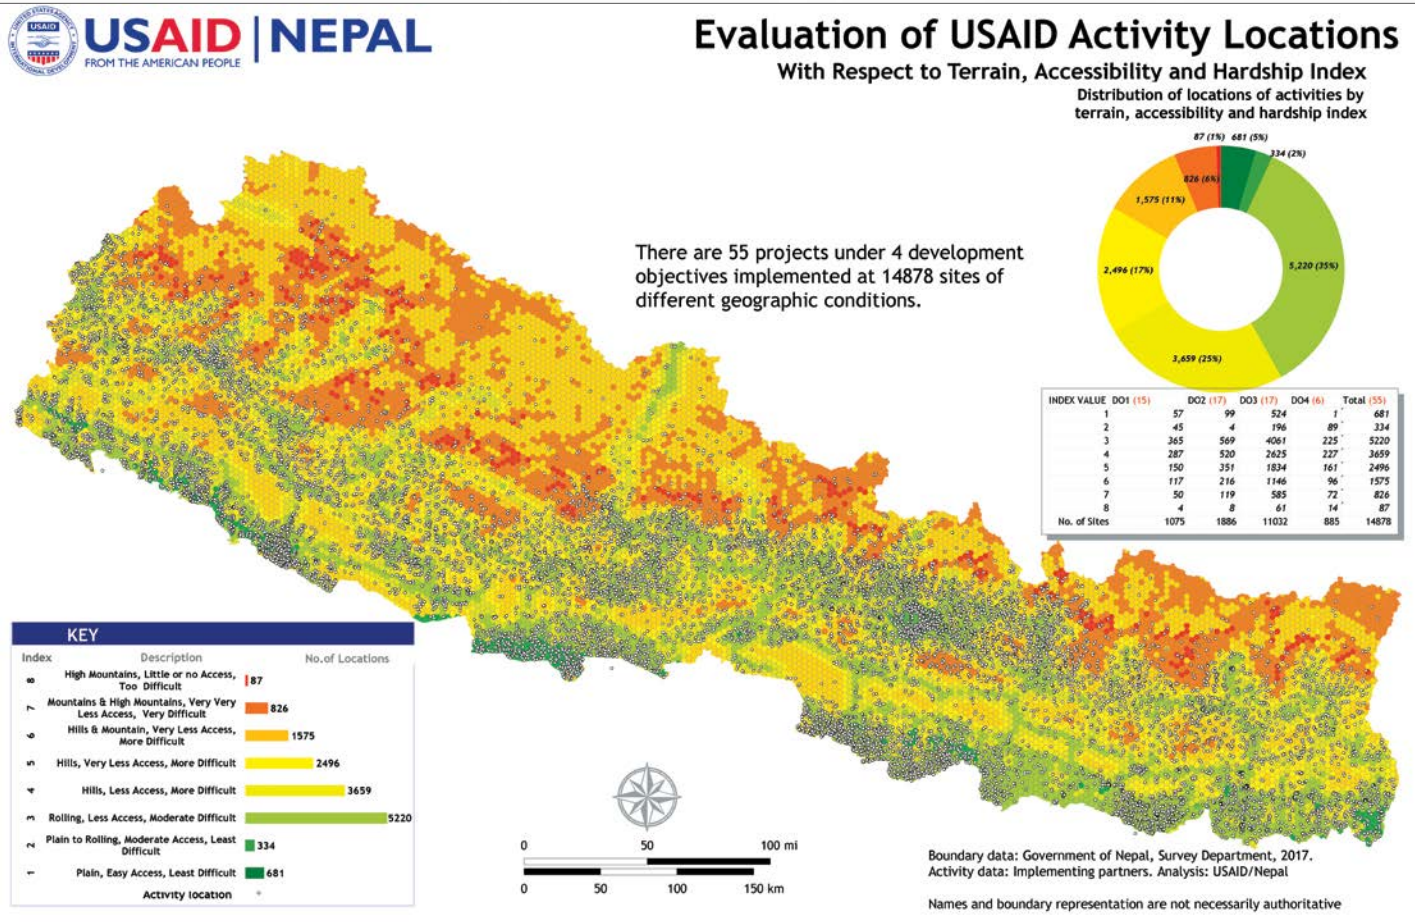 UNITED STATES AGENCY
INTERNATIONAL DEVELOPMENT
USAID
USAID | NEPAL
FROM THE AMERICAN PEOPLE
Evaluation of USAID Activity Locations
With Respect to Terrain, Accessibility and Hardship Index
Distribution of locations of activities by
terrain, accessibility and hardship index
87 (1%) 681 (5%)
334 (2%)
826 (6%)
1,575 (11%)
2,496 (17%)
5,220 (35%)
3,659 (25%)
There are 55 projects under 4 development
objectives implemented at 14878 sites of
different geographic conditions.
INDEX VALUE DO1 (15) DO2 (17) DO3 (17) DO4 (6) Total (55)
1 57 99 524 1 681
2 45 4 196 89 334
3 365 569 4061 225 5220
4 287 520 2625 227 3659
5 150 351 1834 161 2496
6 117 216 1146 96 1575
7 50 119 585 72 826
8 4 8 61 14 87
No. of Sites 1075 1886 11032 885 14878
KEY
Index Description No.of Locations
8 High Mountains, Little or no Access,
Too Difficult 87
7 Mountains & High Mountains, Very Very
Less Access, Very Difficult 826
6 Hills & Mountain, Very Less Access,
More Difficult 1575
5 Hills, Very Less Access, More Difficult 2496
4 Hills, Less Access, More Difficult 3659
3 Rolling, Less Access, Moderate Difficult 5220
2 Plain to Rolling, Moderate Access, Least
Difficult 334
1 Plain, Easy Access, Least Difficult 681
Activity location
0 50 100 mi
0 50 100 150 km
Boundary data: Government of Nepal, Survey Department, 2017.
Activity data: Implementing partners. Analysis: USAID/Nepal
Names and boundary representation are not necessarily authoritative